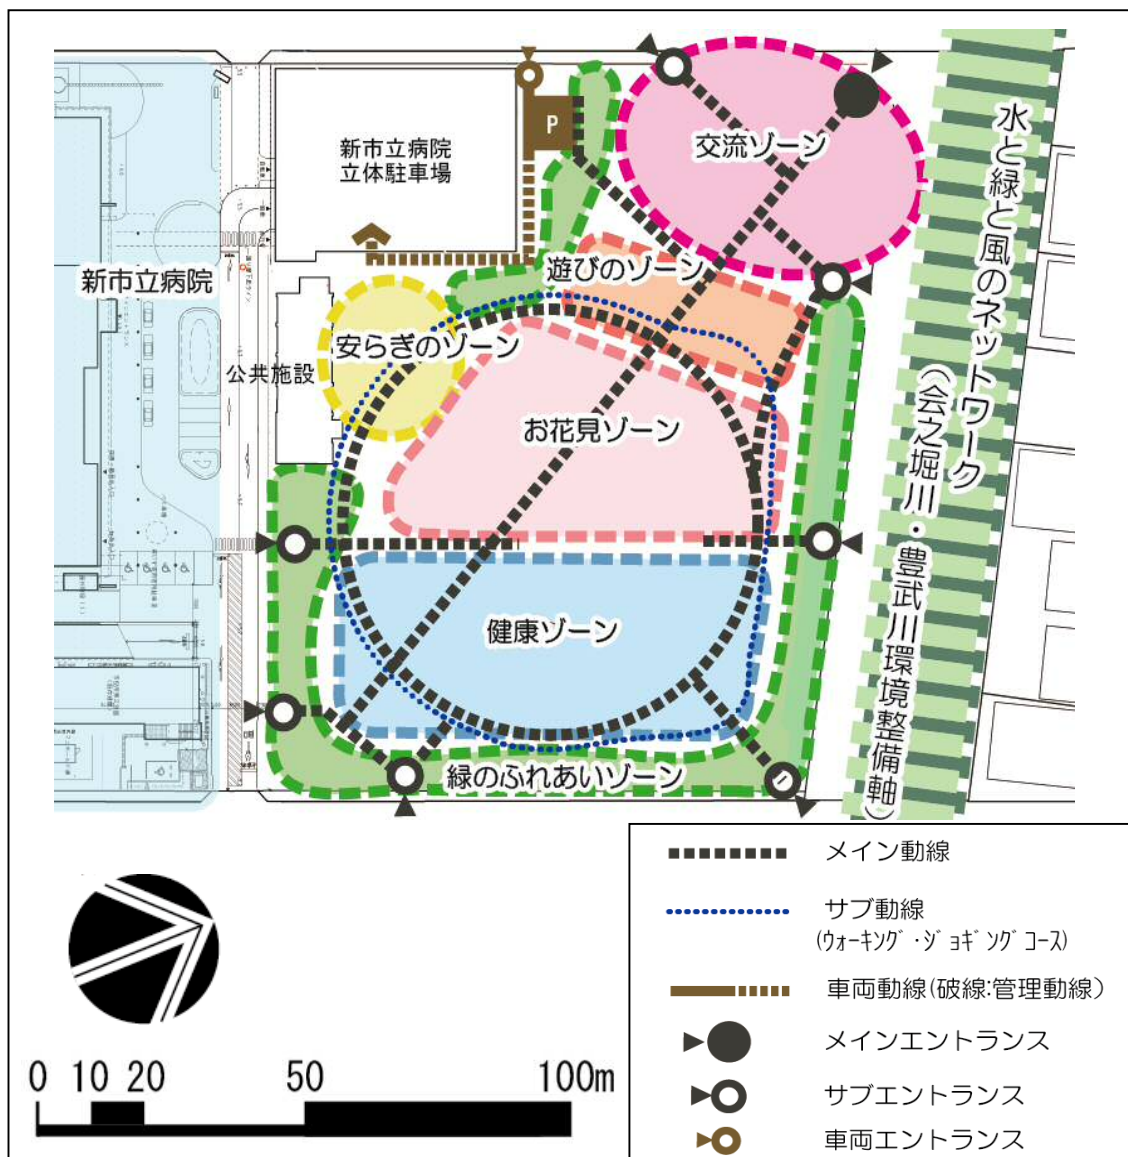 新市立病院
立体駐車場
P
交流ゾーン
水と緑と風のネットワーク
(会之堀川・豊武川環境整備軸)
新市立病院
遊びのゾーン
安らぎのゾーン
公共施設
お花見ゾーン
健康ゾーン
緑のふれあいゾーン
メイン動線
サブ動線
(ウォーキング・ジョギングコース)
車両動線(破線:管理動線)
メインエントランス
サブエントランス
車両エントランス
0 10 20 50 100m